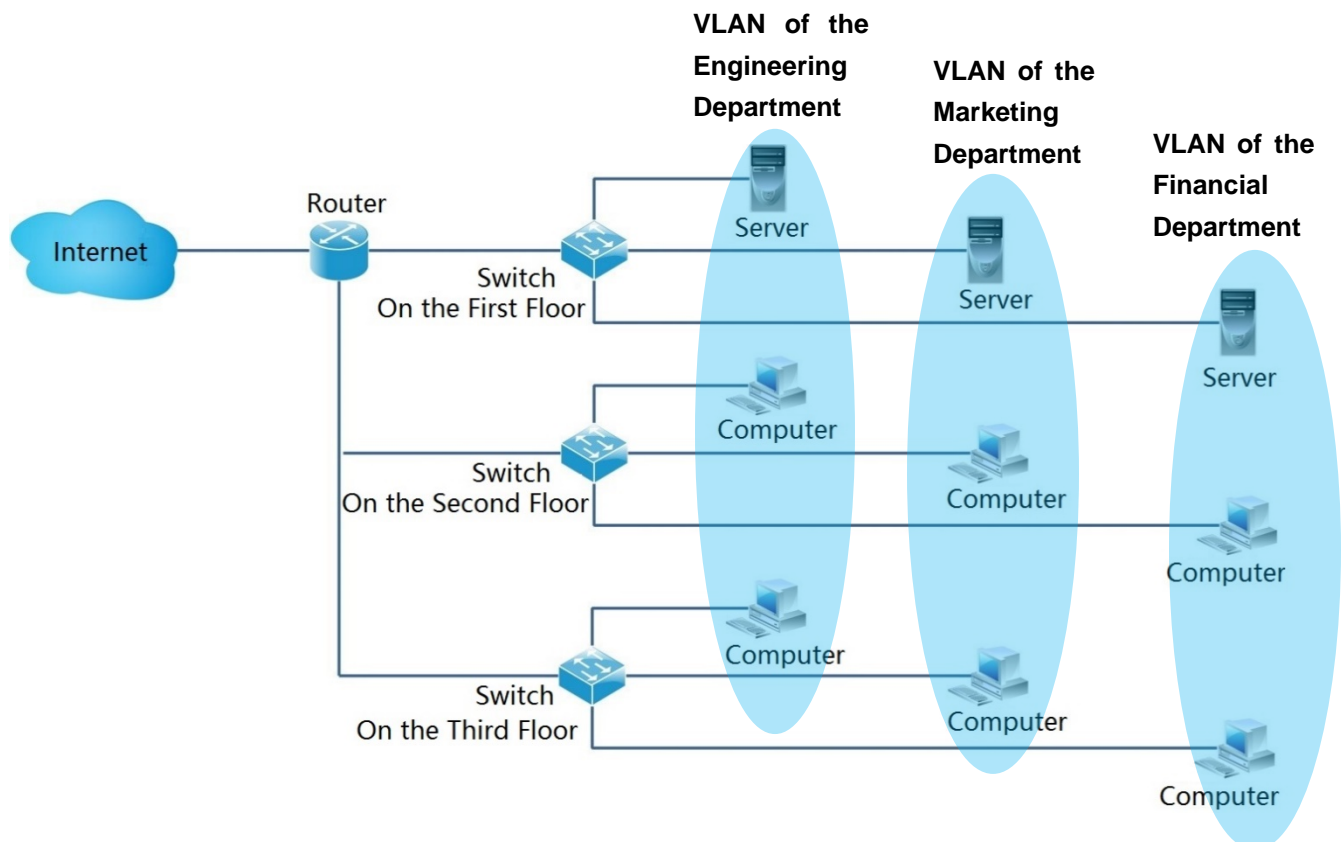 VLAN of the
Engineering
Department
VLAN of the
Marketing
Department
VLAN of the
Financial
Department
Internet
Router
Switch
On the First Floor
Server
Server
Server
Switch
On the Second Floor
Computer
Computer
Computer
Switch
On the Third Floor
Computer
Computer
Computer